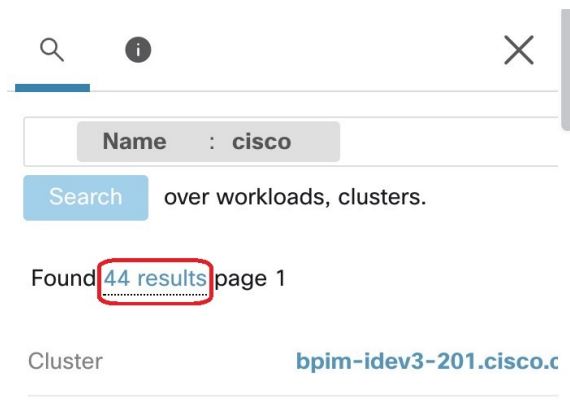 Name : cisco
Search over workloads, clusters.
Found 44 results page 1
Cluster bpim-idev3-201.cisco.c